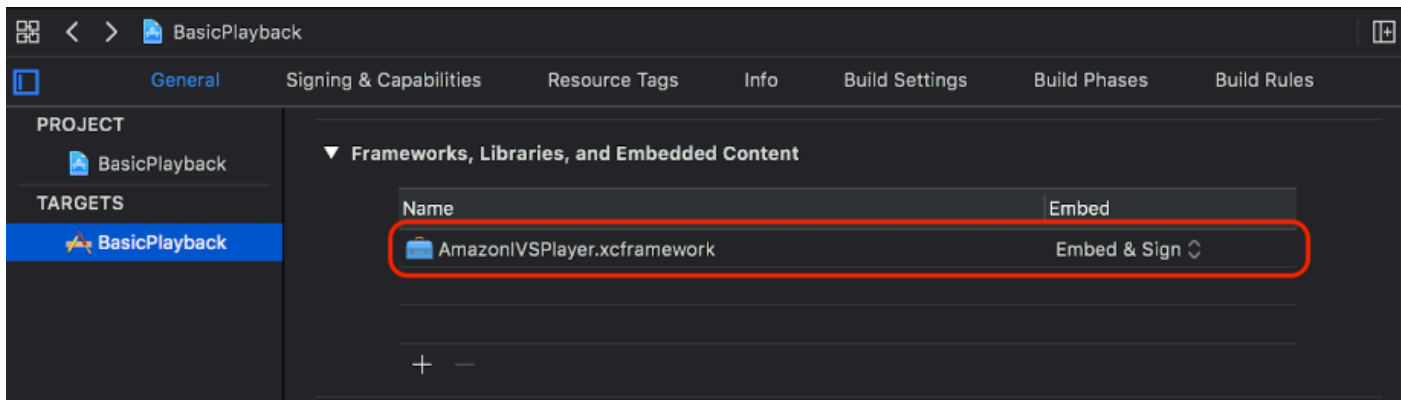 BasicPlayback
General Signing & Capabilities Resource Tags Info Build Settings Build Phases Build Rules
PROJECT
BasicPlayback
TARGETS
BasicPlayback
Frameworks, Libraries, and Embedded Content
Name Embed
AmazonIVSPlayer.xcframework Embed & Sign